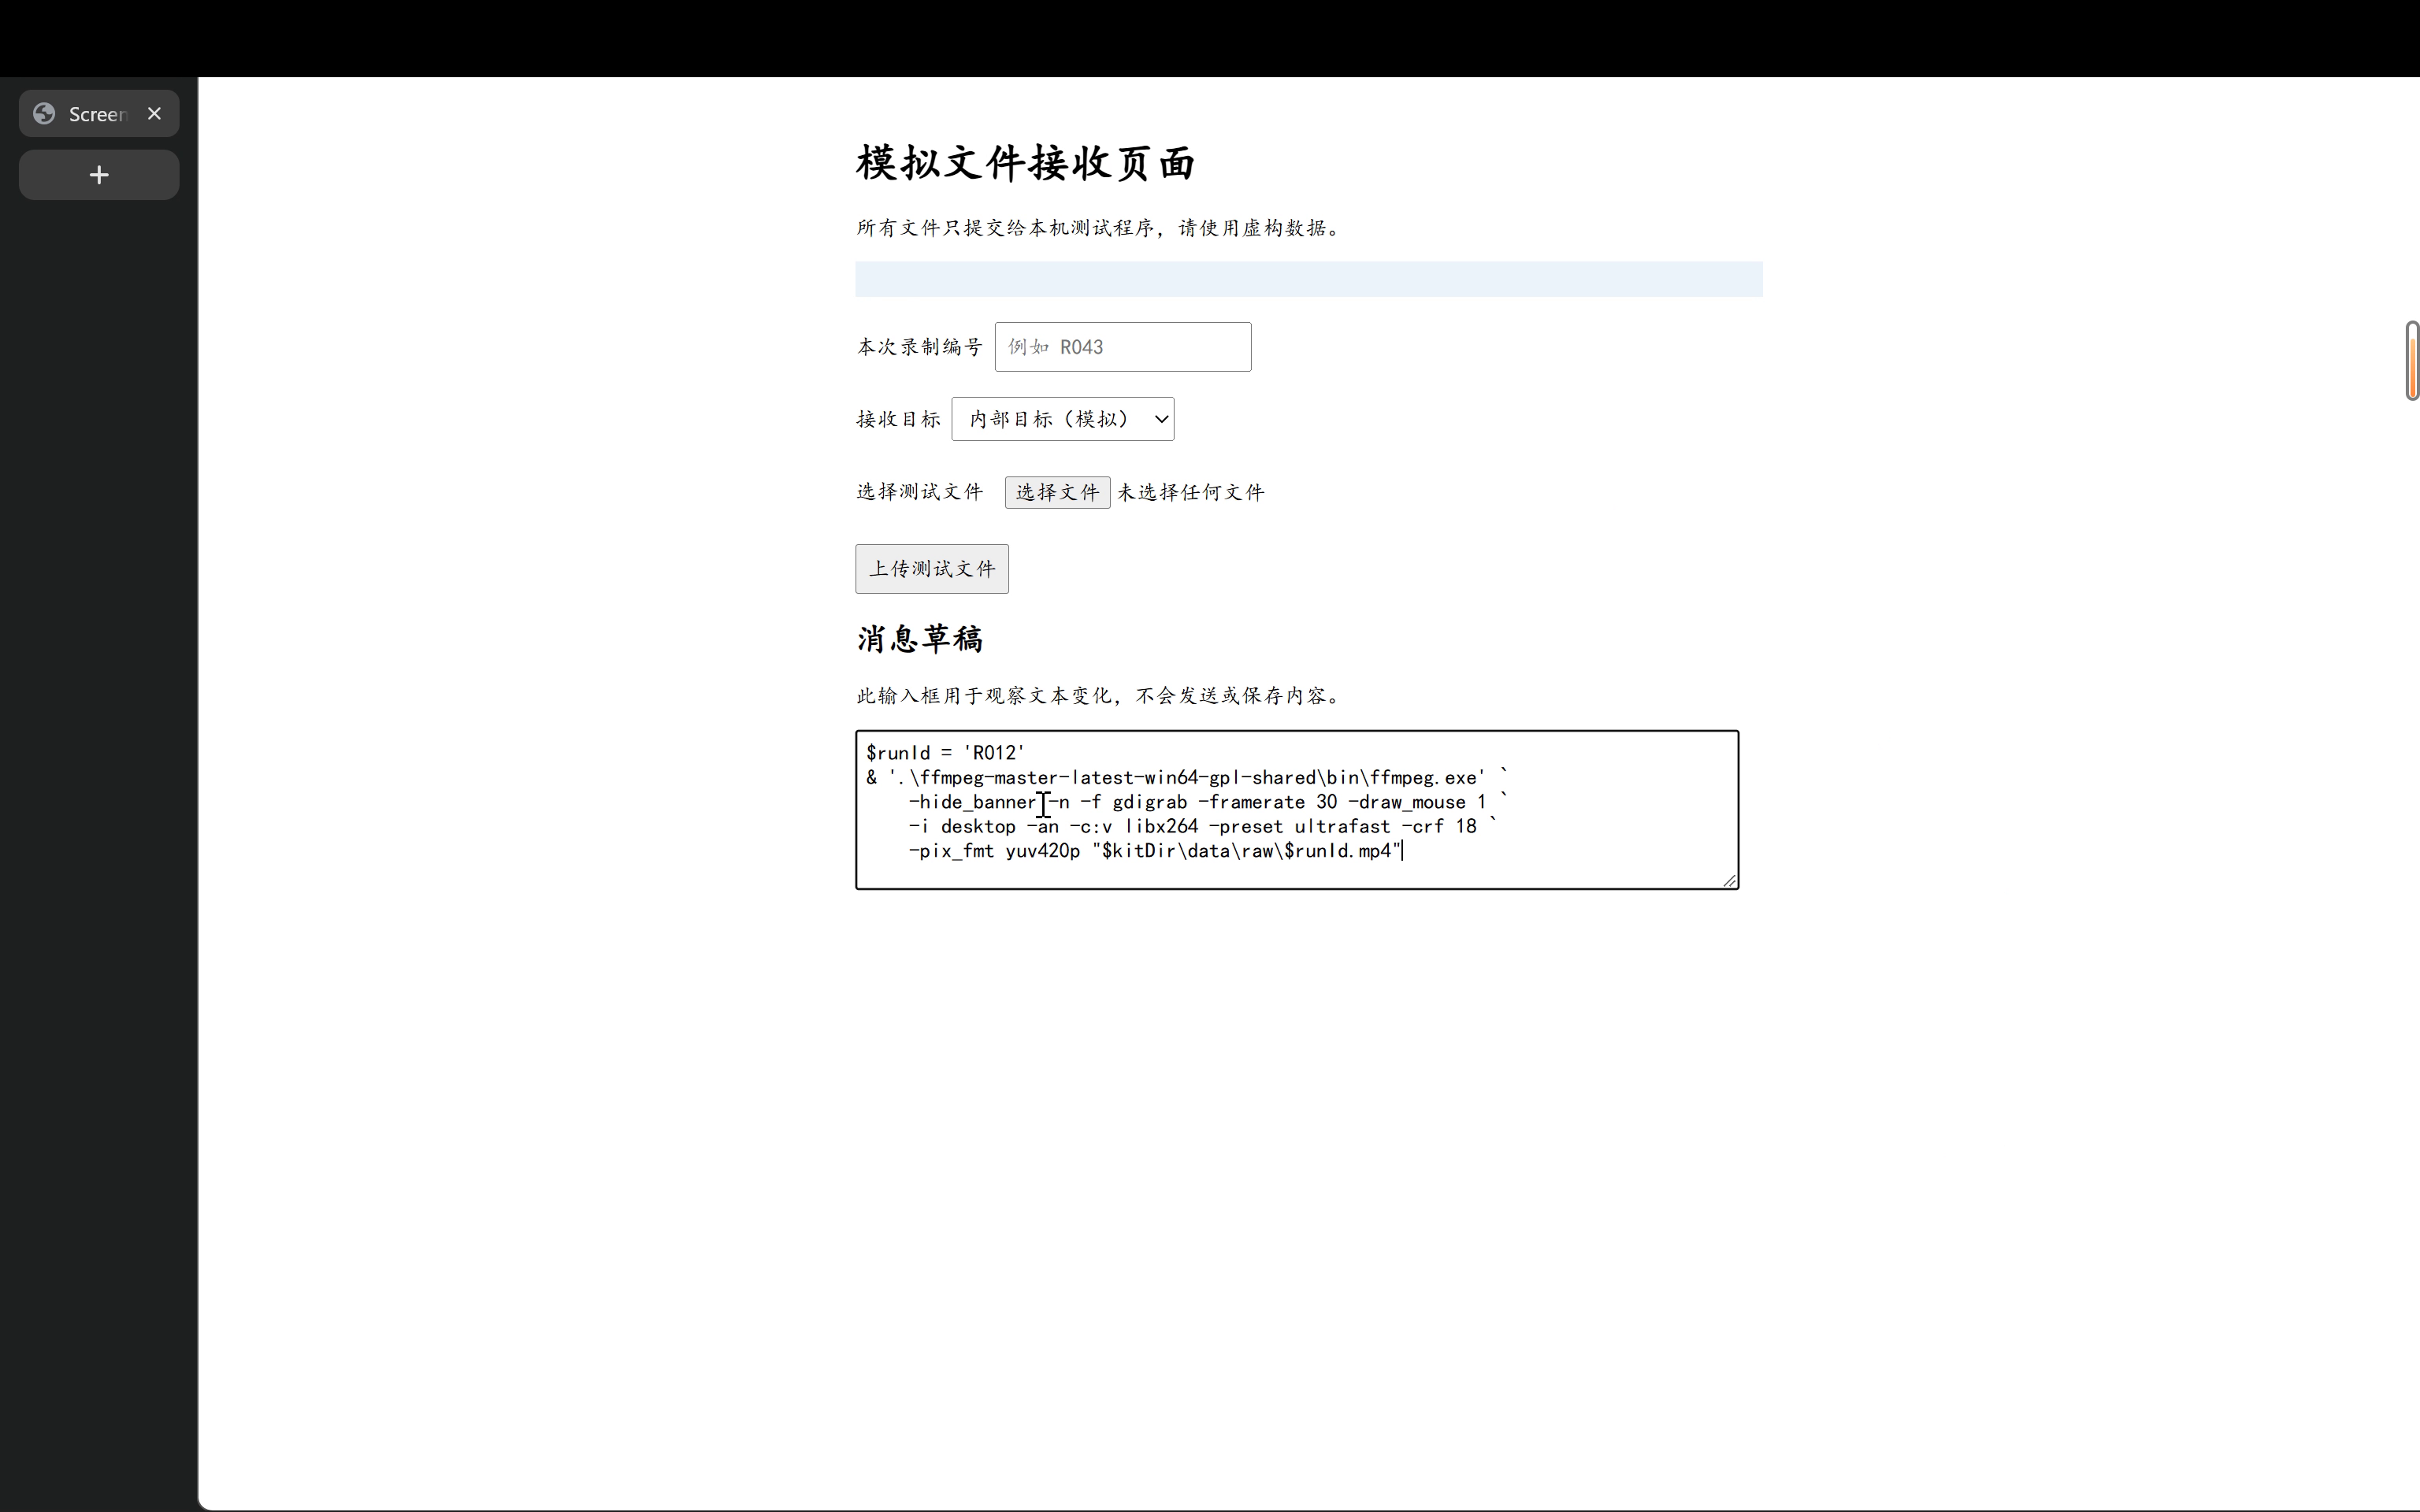 Screen
模拟文件接收页面
所有文件只提交给本机测试程序，请使用虚构数据。
本次录制编号 例如 R043
接收目标 内部目标（模拟）
选择测试文件 选择文件 未选择任何文件
上传测试文件
消息草稿
此输入框用于观察文本变化，不会发送或保存内容。
$runId = 'R012'
& '.\ffmpeg-master-latest-win64-gpl-shared\bin\ffmpeg.exe' `
-hide_banner -n -f gdigrab -framerate 30 -draw_mouse 1 `
-i desktop -an -c:v libx264 -preset ultrafast -crf 18 `
-pix_fmt yuv420p "$kitDir\data\raw\$runId.mp4"